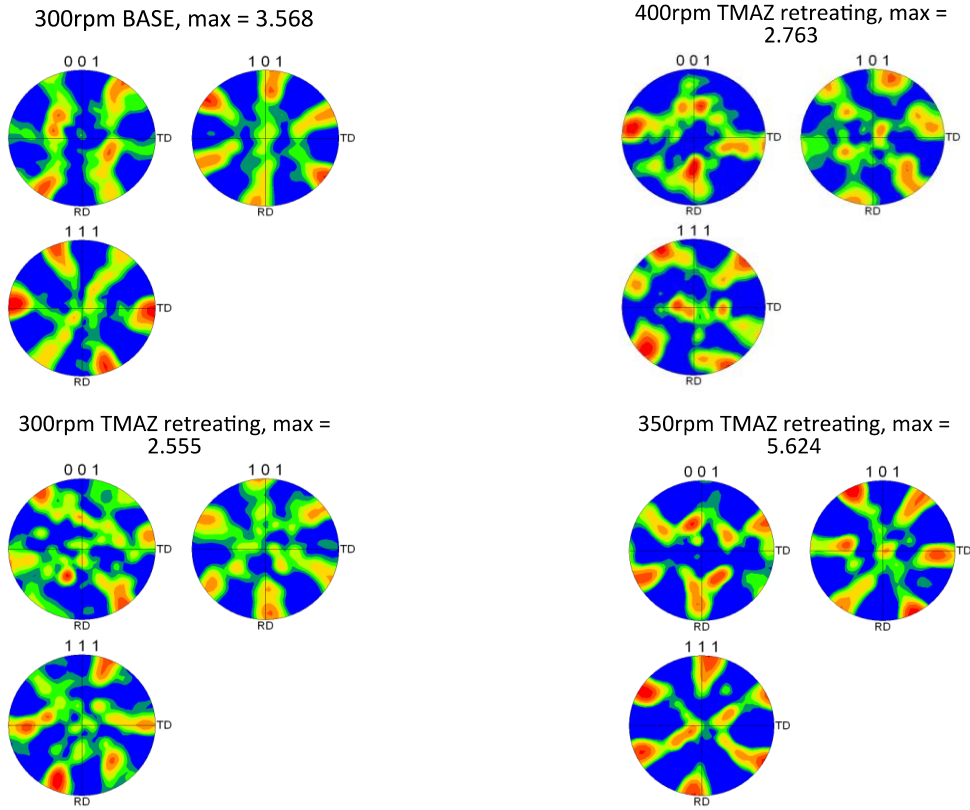 300rpm BASE, max = 3.568
0 0 1
1 0 1
TD
TD
RD
RD
1 1 1
TD
RD
400rpm TMAZ retreating, max =
2.763
0 0 1
1 0 1
TD
TD
RD
RD
1 1 1
TD
RD
300rpm TMAZ retreating, max =
2.555
0 0 1
1 0 1
TD
TD
RD
RD
1 1 1
TD
RD
350rpm TMAZ retreating, max =
5.624
0 0 1
1 0 1
TD
TD
RD
RD
1 1 1
TD
RD